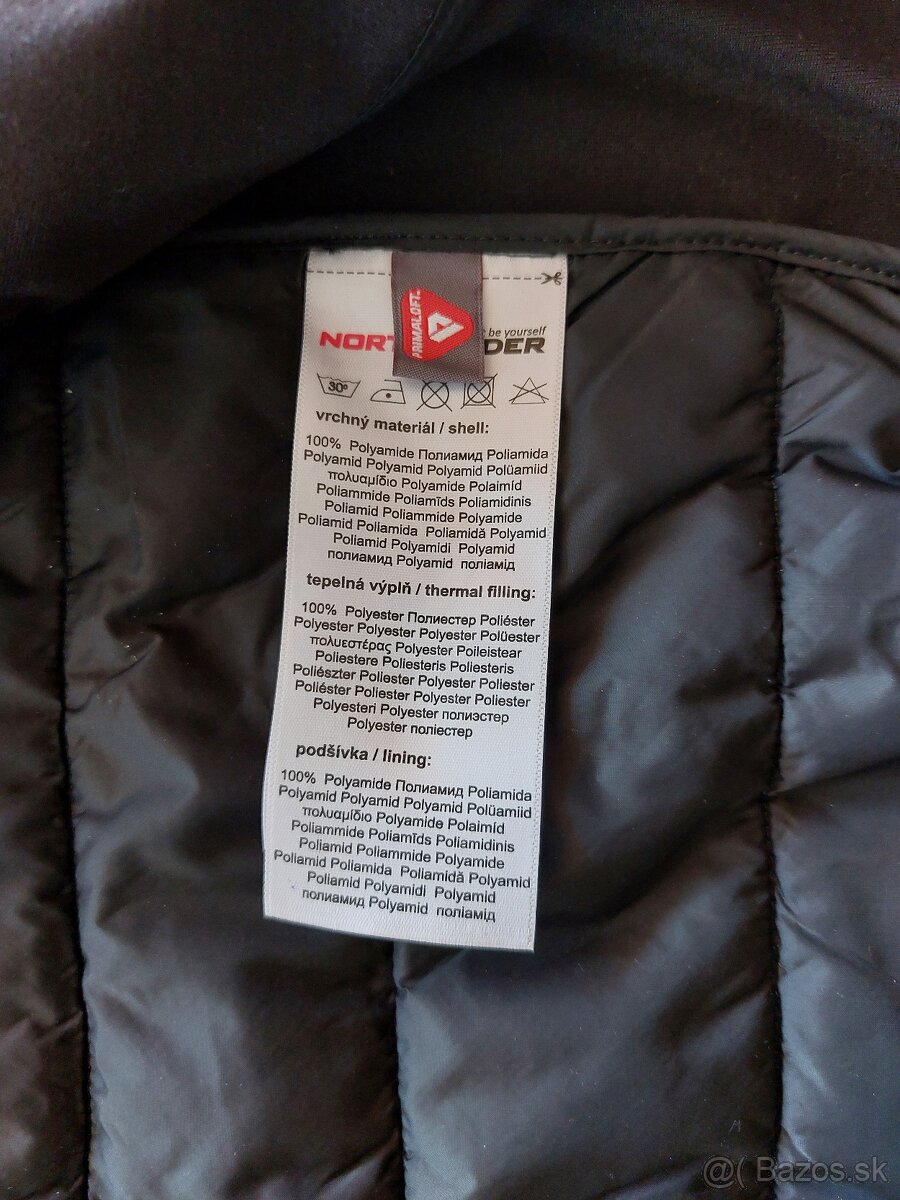 PRIMALOFT
NOR
be yourself
DER
30°
vrchný materiál / shell:
100% Polyamide Полиамид Poliamida
Polyamid Polyamid Polyamid Polüamiid
πολυαμίδιο Polyamide Polaimíd
Poliammide Poliamīds Poliamidinis
Poliamid Poliammide Polyamide
Poliamid Poliamida Poliamidă Polyamid
Poliamid Polyamidi Polyamid
полиамид Polyamid поліамід
tepelná výplň / thermal filling:
100% Polyester Полиестер Poliéster
Polyester Polyester Polyester Polüester
πολυεστέρας Polyester Poileistear
Poliestere Poliesteris Poliesteris
Poliészter Poliester Polyester Poliester
Poliéster Poliester Polyester Poliester
Polyesteri Polyester полиэстер
Polyester поліестер
podšívka / lining:
100% Polyamide Полиамид Poliamida
Polyamid Polyamid Polyamid Polüamiid
πολυαμίδιο Polyamide Polaimíd
Poliammide Poliamīds Poliamidinis
Poliamid Poliammide Polyamide
Poliamid Poliamida Poliamidă Polyamid
Poliamid Polyamidi Polyamid
полиамид Polyamid поліамід
@( Bazos.sk